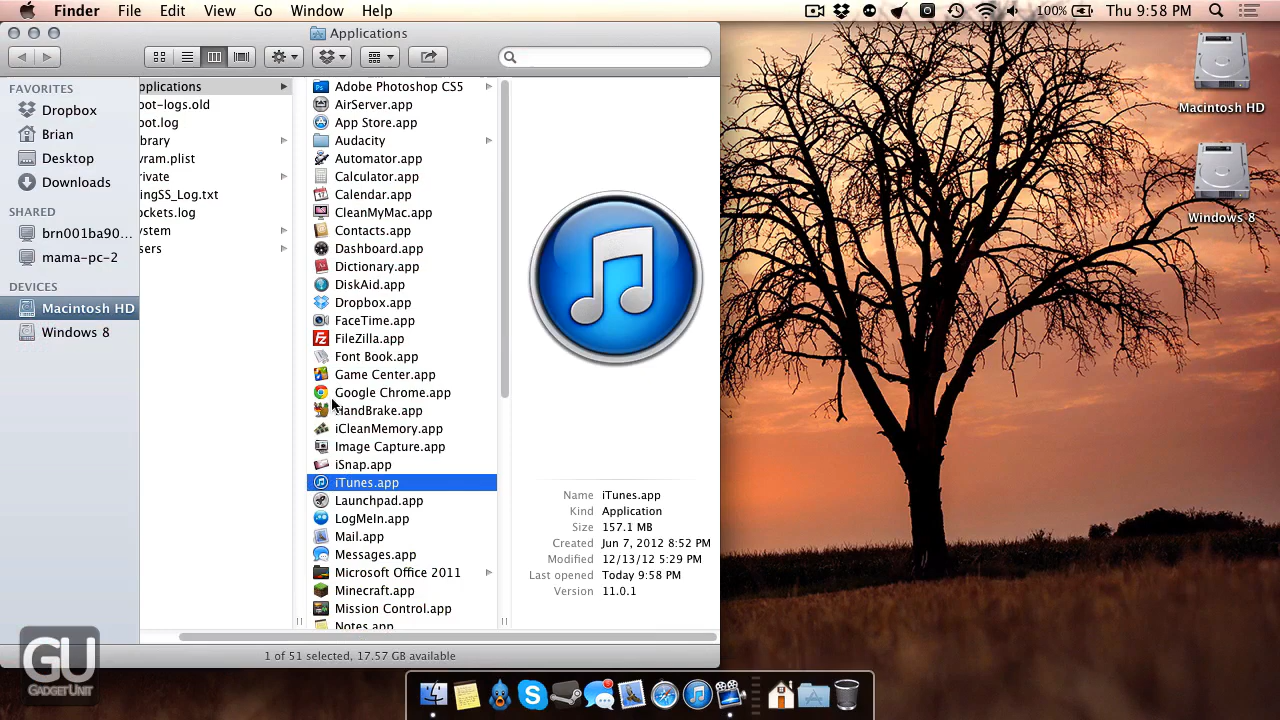 Finder File Edit View Go Window Help 100% Thu 9:58 PM
Applications
FAVORITES
Dropbox
Brian
Desktop
Downloads
SHARED
brn001ba90...
mama-pc-2
DEVICES
Macintosh HD
Windows 8
pplications
oot-logs.old
oot.log
brary
vram.plist
rivate
ingSS_Log.txt
ockets.log
ystem
sers
Adobe Photoshop CS5
AirServer.app
App Store.app
Audacity
Automator.app
Calculator.app
Calendar.app
CleanMyMac.app
Contacts.app
Dashboard.app
Dictionary.app
DiskAid.app
Dropbox.app
FaceTime.app
FileZilla.app
Font Book.app
Game Center.app
Google Chrome.app
HandBrake.app
iCleanMemory.app
Image Capture.app
iSnap.app
iTunes.app
Launchpad.app
LogMeIn.app
Mail.app
Messages.app
Microsoft Office 2011
Minecraft.app
Mission Control.app
Notes.app
Name iTunes.app
Kind Application
Size 157.1 MB
Created Jun 7, 2012 8:52 PM
Modified 12/13/12 5:29 PM
Last opened Today 9:58 PM
Version 11.0.1
1 of 51 selected, 17.57 GB available
Macintosh HD
Windows 8
GU
GADGETUNIT